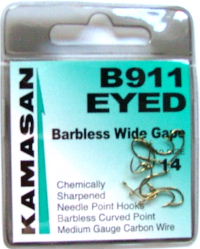 B911
EYED
KAMASAN
Barbless Wide Gape
14
Chemically
Sharpened
Needle Point Hooks
Barbless Curved Point
Medium Gauge Carbon Wire